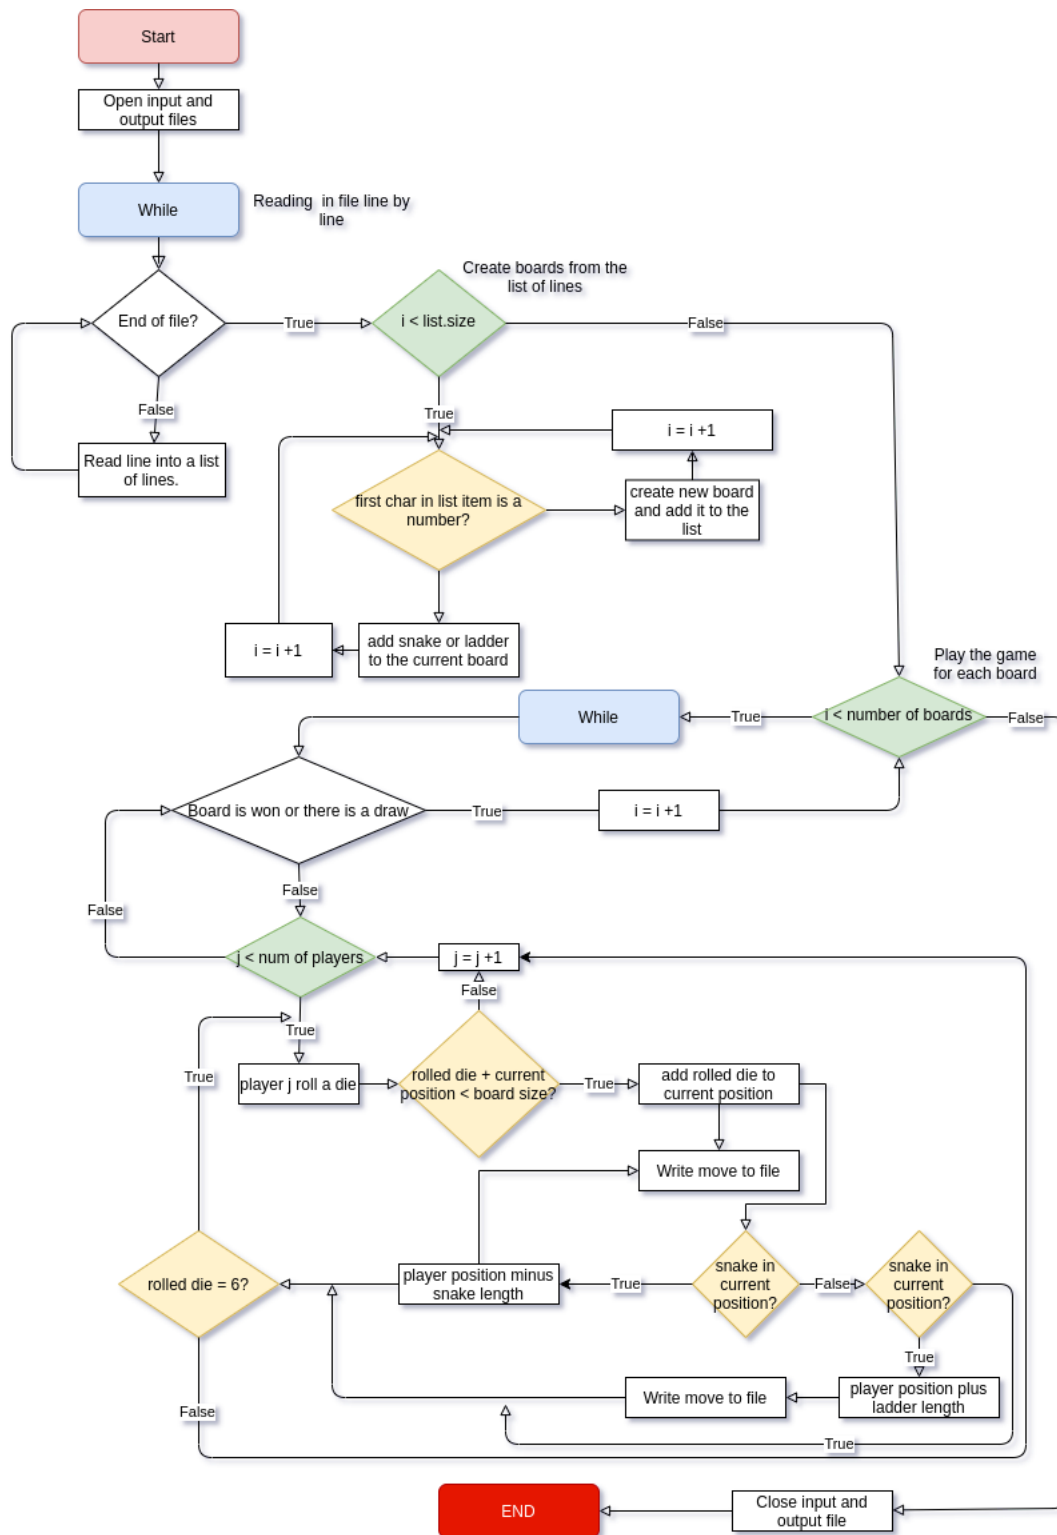 Start
Open input and
output files
While
Reading in file line by
line
End of file?
True
False
Read line into a list
of lines.
Create boards from the
list of lines
i < list.size
False
True
i = i +1
first char in list item is a
number?
create new board
and add it to the
list
i = i +1
add snake or ladder
to the current board
Play the game
for each board
i < number of boards
False
True
While
Board is won or there is a draw
True
i = i +1
False
False
j < num of players
j = j +1
False
True
True
player j roll a die
rolled die + current
position < board size?
True
add rolled die to
current position
Write move to file
rolled die = 6?
player position minus
snake length
True
snake in
current
position?
False
snake in
current
position?
True
player position plus
ladder length
Write move to file
False
True
END
Close input and
output file